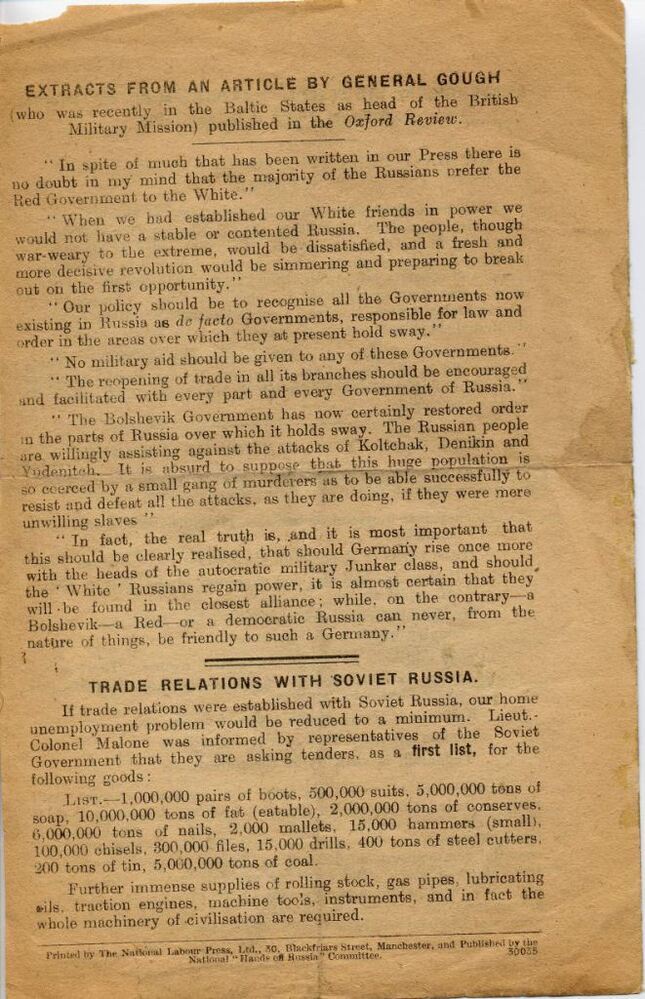 EXTRACTS FROM AN ARTICLE BY GENERAL GOUGH
(who was recently in the Baltic States as head of the British
Military Mission) published in the Oxford Review.
" In spite of much that has been written in our Press there is
no doubt in my mind that the majority of the Russians prefer the
Red Government to the White."
" When we had established our White friends in power we
would not have a stable or contented Russia. The people, though
war-weary to the extreme, would be dissatisfied, and a fresh and
more decisive revolution would be simmering and preparing to break
out on the first opportunity."
" Our policy should be to recognise all the Governments now
existing in Russia as de facto Governments, responsible for law and
order in the areas over which they at present hold sway."
" No military aid should be given to any of these Governments."
" The reopening of trade in all its branches should be encouraged
and facilitated with every part and every Government of Russia."
" The Bolshevik Government has now certainly restored order
in the parts of Russia over which it holds sway. The Russian people
are willingly assisting against the attacks of Koltchak, Denikin and
Yudenitch. It is absurd to suppose that this huge population is
so coerced by a small gang of murderers as to be able successfully to
resist and defeat all the attacks, as they are doing, if they were mere
unwilling slaves "
" In fact, the real truth is, and it is most important that
this should be clearly realised, that should Germany rise once more
with the heads of the autocratic military Junker class, and should
the ' White ' Russians regain power, it is almost certain that they
will be found in the closest alliance; while, on the contrary—a
Bolshevik—a Red—or a democratic Russia can never, from the
nature of things, be friendly to such a Germany."
TRADE RELATIONS WITH SOVIET RUSSIA.
If trade relations were established with Soviet Russia, our home
unemployment problem would be reduced to a minimum. Lieut.-
Colonel Malone was informed by representatives of the Soviet
Government that they are asking tenders, as a first list, for the
following goods:
LIST.—1,000,000 pairs of boots, 500,000 suits, 5,000,000 tons of
soap, 10,000,000 tons of fat (eatable), 2,000,000 tons of conserves,
6,000,000 tons of nails, 2,000 mallets, 15,000 hammers (small),
100,000 chisels, 300,000 files, 15,000 drills, 400 tons of steel cutters,
200 tons of tin, 5,000,000 tons of coal.
Further immense supplies of rolling stock, gas pipes, lubricating
oils, traction engines, machine tools, instruments, and in fact the
whole machinery of civilisation are required.
Printed by The National Labour Press, Ltd., 30, Blackfriars Street, Manchester, and Published by the
National "Hands off Russia" Committee. 30035